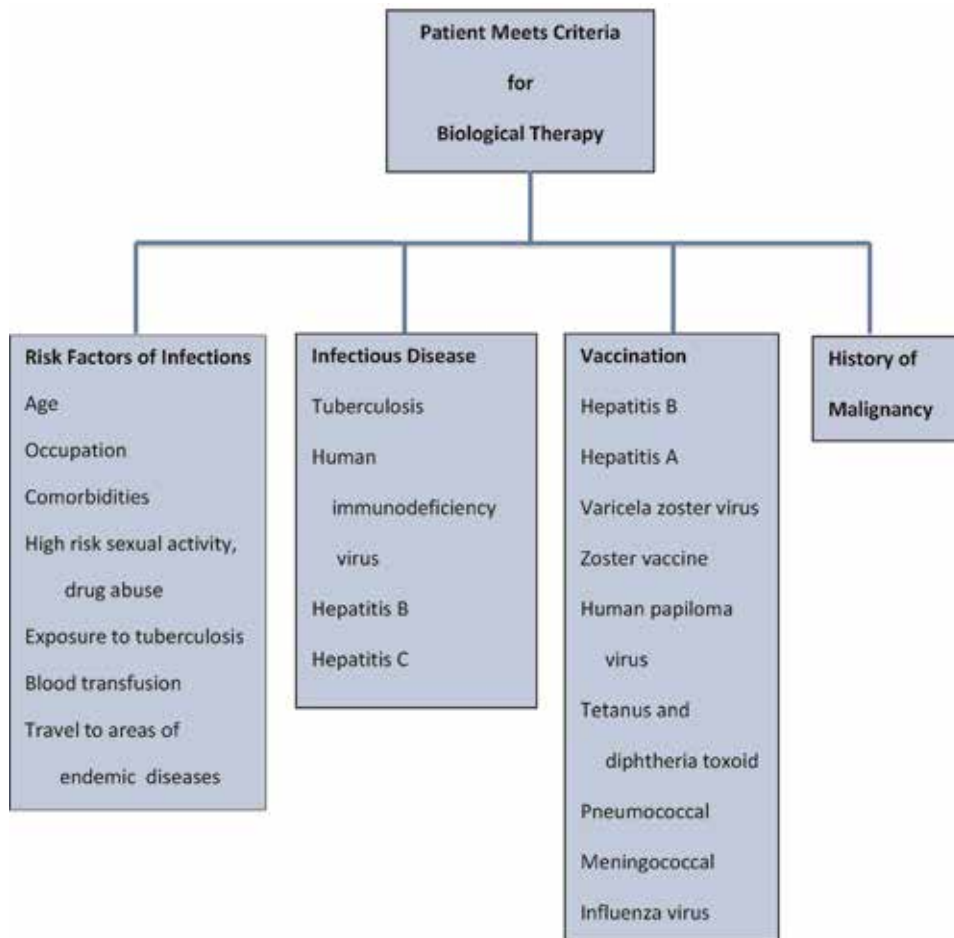 Patient Meets Criteria
for
Biological Therapy
Risk Factors of Infections
Age
Occupation
Comorbidities
High risk sexual activity,
drug abuse
Exposure to tuberculosis
Blood transfusion
Travel to areas of
endemic diseases
Infectious Disease
Tuberculosis
Human
immunodeficiency
virus
Hepatitis B
Hepatitis C
Vaccination
Hepatitis B
Hepatitis A
Varicela zoster virus
Zoster vaccine
Human papiloma
virus
Tetanus and
diphtheria toxoid
Pneumococcal
Meningococcal
Influenza virus
History of
Malignancy